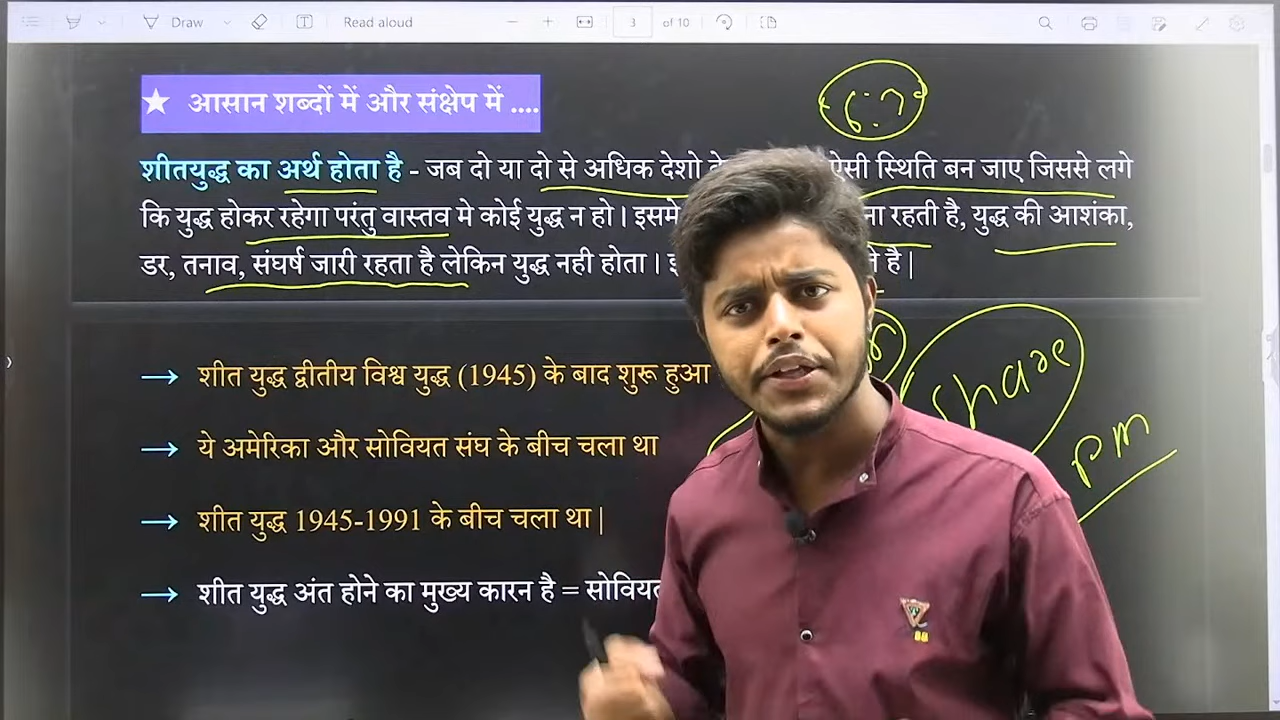 Draw
Read aloud
3 of 10
★ आसान शब्दों में और संक्षेप में ....
6:7
शीतयुद्ध का अर्थ होता है - जब दो या दो से अधिक देशो ऐसी स्थिति बन जाए जिससे लगे
कि युद्ध होकर रहेगा परंतु वास्तव मे कोई युद्ध न हो। इसमे रहती है, युद्ध की आशंका,
डर, तनाव, संघर्ष जारी रहता है लेकिन युद्ध नही होता। है |
→ शीत युद्ध द्वितीय विश्व युद्ध (1945) के बाद शुरू हुआ
share
pm
→ ये अमेरिका और सोवियत संघ के बीच चला था
→ शीत युद्ध 1945-1991 के बीच चला था |
→ शीत युद्ध अंत होने का मुख्य कारन है = सोवियत